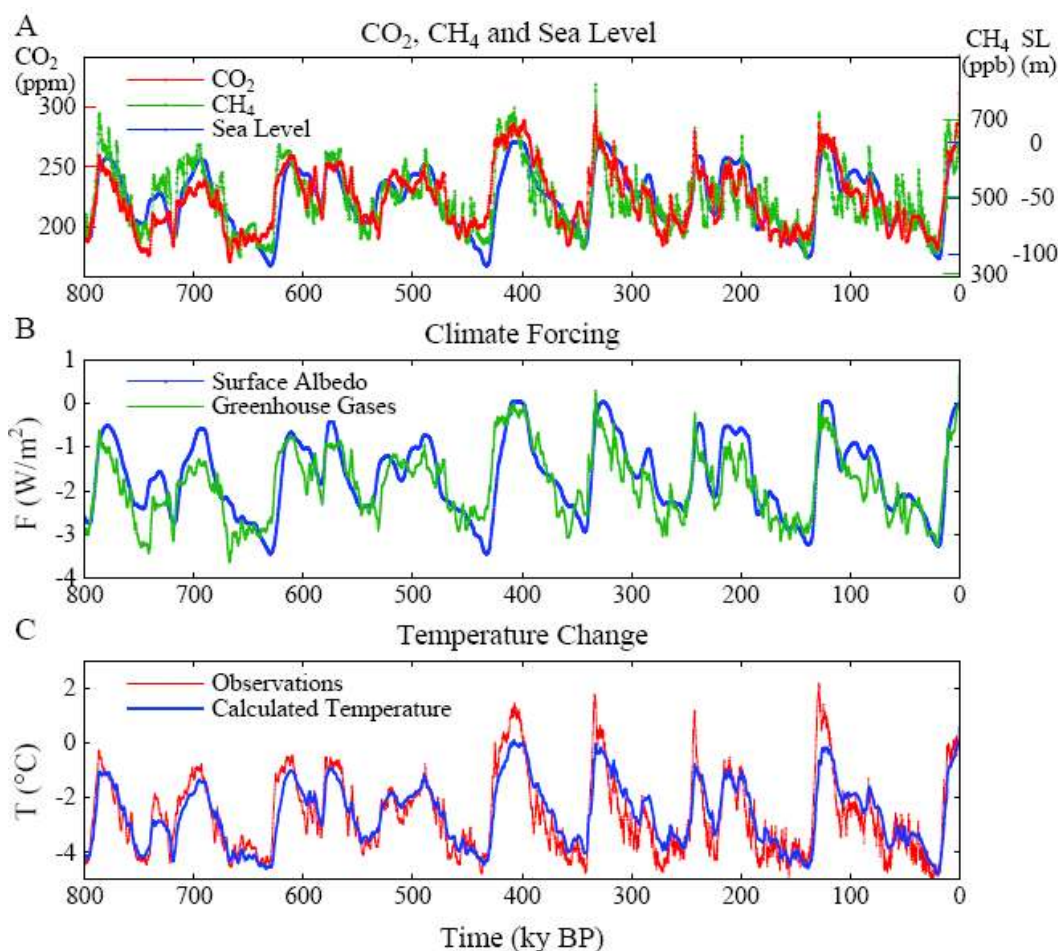 A
CO2, CH4 and Sea Level
CO2
(ppm)
CH4 SL
(ppb) (m)
CO2
CH4
Sea Level
300
250
200
700
500
300
0
-50
-100
800 700 600 500 400 300 200 100 0
B
Climate Forcing
Surface Albedo
Greenhouse Gases
F (W/m²)
1
0
-1
-2
-3
-4
800 700 600 500 400 300 200 100 0
C
Temperature Change
Observations
Calculated Temperature
T (°C)
2
0
-2
-4
800 700 600 500 400 300 200 100 0
Time (ky BP)